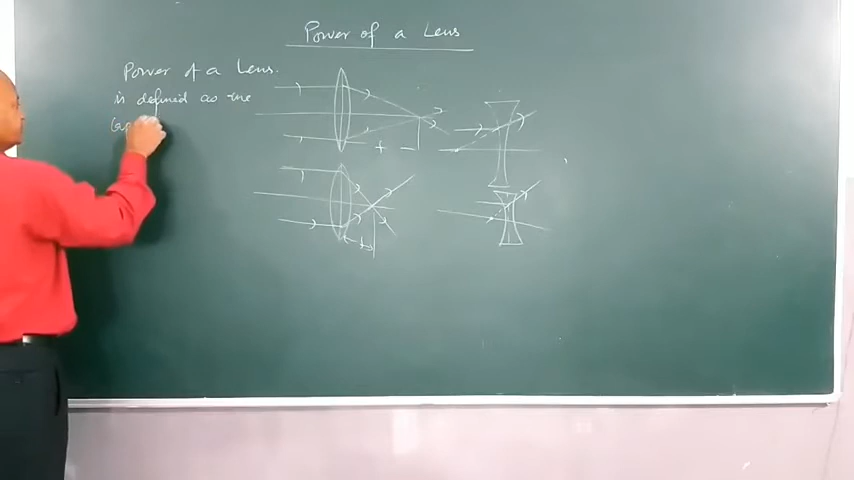 Power of a Lens
Power of a Lens.
is defined as the
f